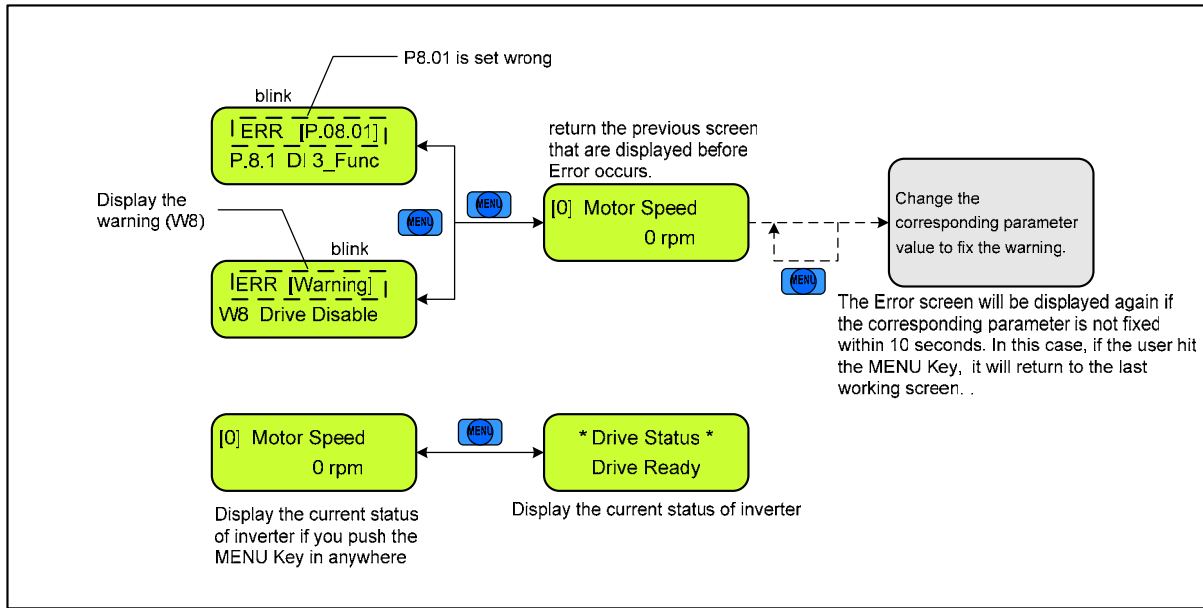 P8.01 is set wrong
blink
ERR [P.08.01]
P.8.1 DI 3_Func
Display the
warning (W8)
blink
ERR [Warning]
W8 Drive Disable
MENU
MENU
return the previous screen
that are displayed before
Error occurs.
[0] Motor Speed
0 rpm
MENU
Change the
corresponding parameter
value to fix the warning.
The Error screen will be displayed again if
the corresponding parameter is not fixed
within 10 seconds. In this case, if the user hit
the MENU Key, it will return to the last
working screen. .
[0] Motor Speed
0 rpm
MENU
* Drive Status *
Drive Ready
Display the current status
of inverter if you push the
MENU Key in anywhere
Display the current status of inverter